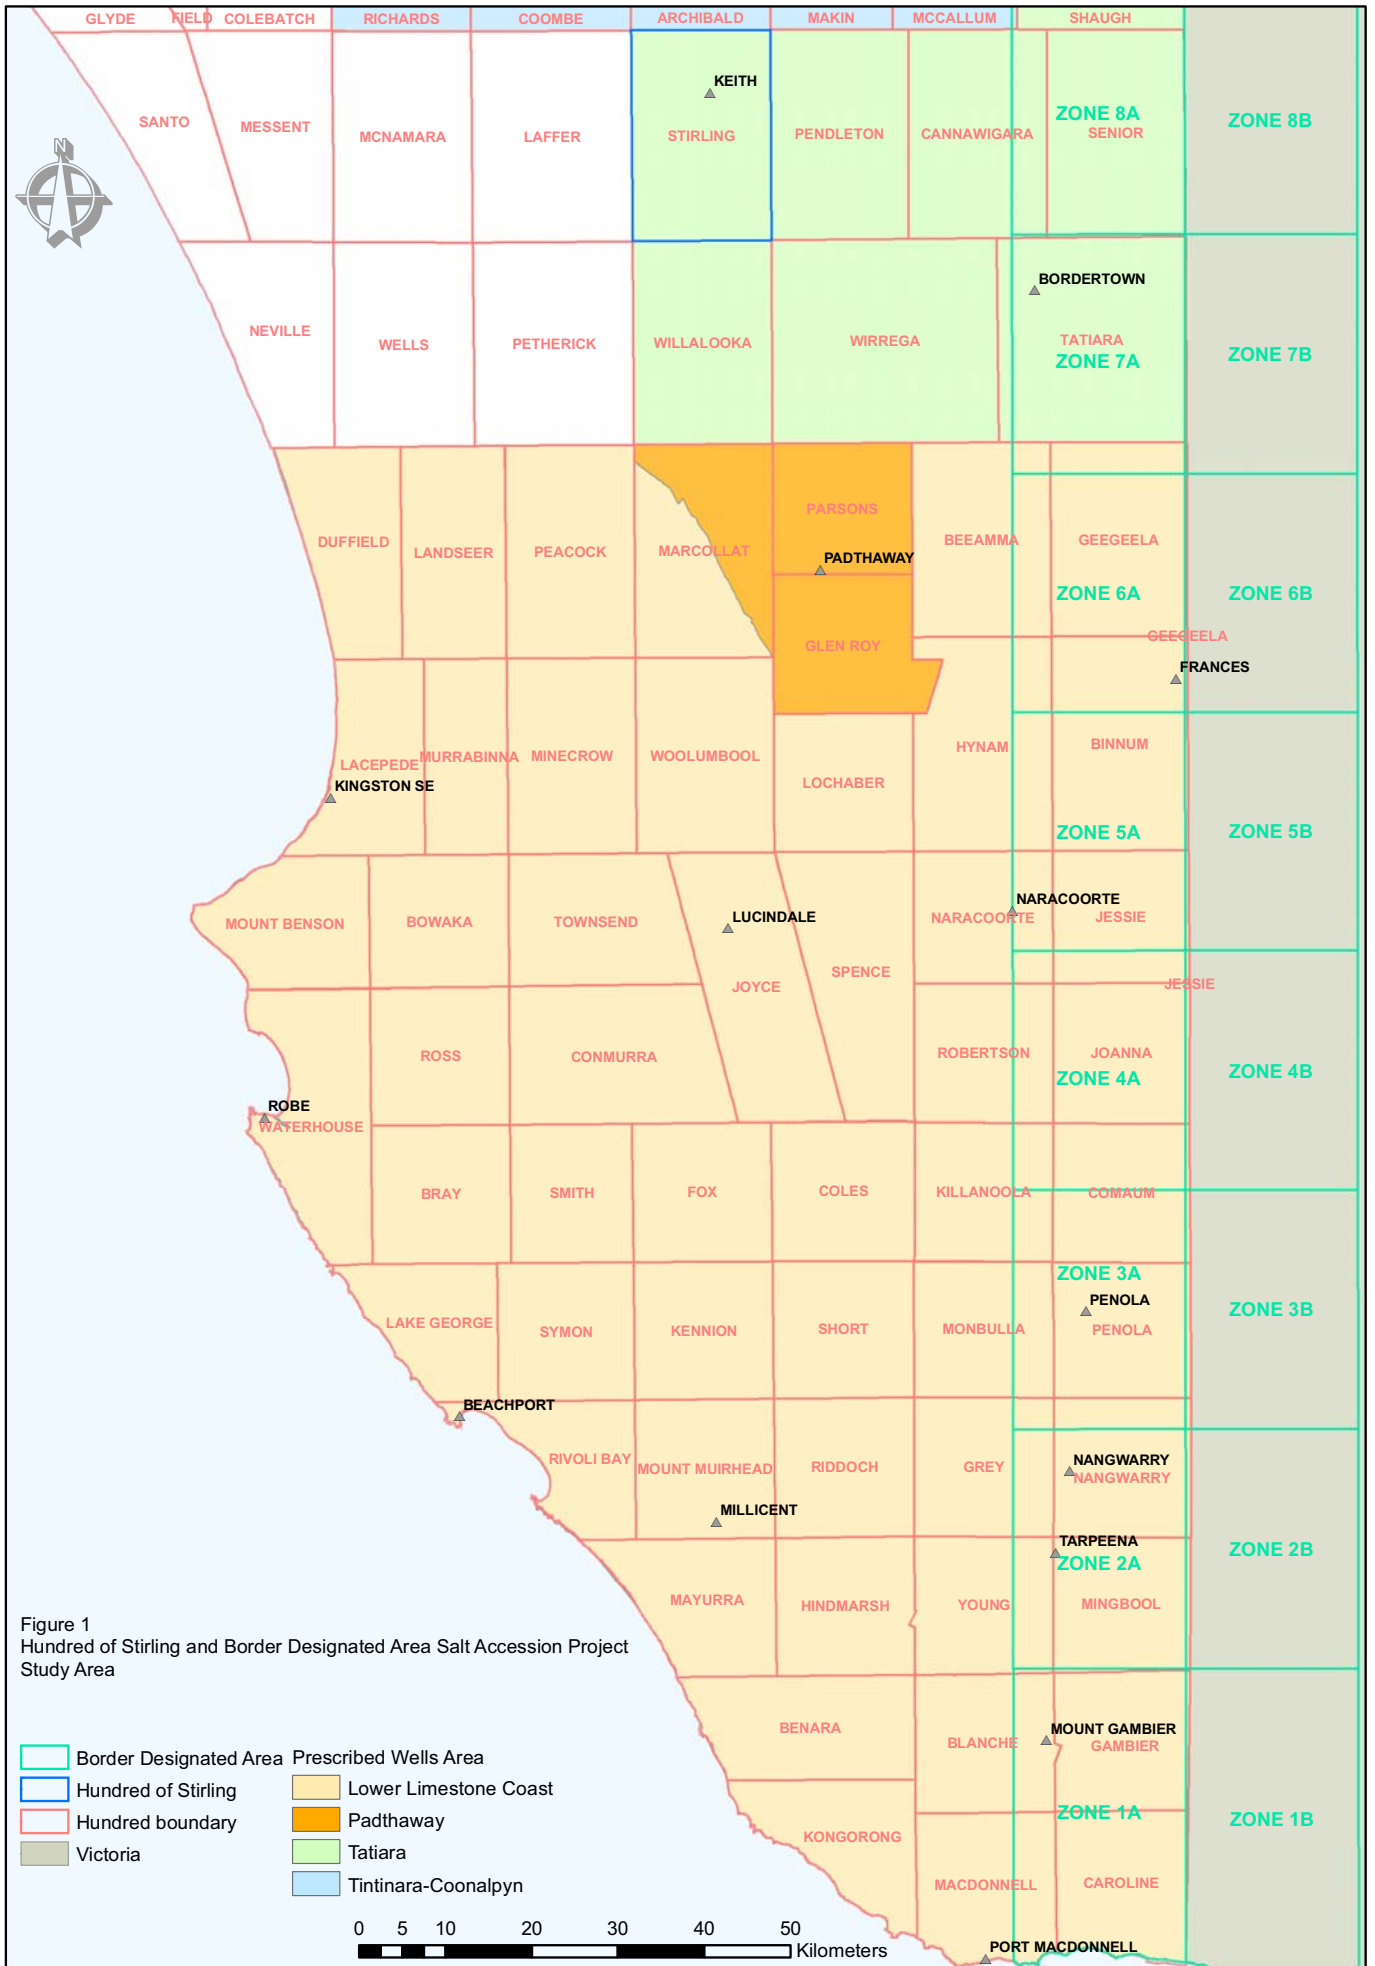 GLYDE
FIELD
COLEBATCH
RICHARDS
COOMBE
ARCHIBALD
MAKIN
MCCALLUM
SHAUGH
KEITH
ZONE 8A
ZONE 8B
SANTO
MESSENT
MCNAMARA
LAFFER
STIRLING
PENDLETON
CANNAWIGARA
SENIOR
N
BORDERTOWN
NEVILLE
WELLS
PETHERICK
WILLALOOKA
WIRREGA
TATIARA
ZONE 7A
ZONE 7B
PARSONS
DUFFIELD
LANDSEER
PEACOCK
MARCOLLAT
PADTHAWAY
BEEAMMA
GEEGEELA
ZONE 6A
ZONE 6B
GLEN ROY
GEEGEELA
FRANCES
LACEPEDE
MURRABINNA
MINECROW
WOOLUMBOOL
LOCHABER
HYNAM
BINNUM
KINGSTON SE
ZONE 5A
ZONE 5B
MOUNT BENSON
BOWAKA
TOWNSEND
LUCINDALE
NARACOORTE
NARACOORTE
JESSIE
JOYCE
SPENCE
JESSIE
ROSS
CONMURRA
ROBERTSON
JOANNA
ZONE 4A
ZONE 4B
ROBE
WATERHOUSE
BRAY
SMITH
FOX
COLES
KILLANOOLA
COMAUM
ZONE 3A
ZONE 3B
PENOLA
LAKE GEORGE
SYMON
KENNION
SHORT
MONBULLA
PENOLA
BEACHPORT
RIVOLI BAY
MOUNT MUIRHEAD
RIDDOCH
GREY
NANGWARRY
NANGWARRY
MILLICENT
TARPEENA
ZONE 2A
ZONE 2B
MAYURRA
HINDMARSH
YOUNG
MINGBOOL
Figure 1
Hundred of Stirling and Border Designated Area Salt Accession Project
Study Area
BENARA
BLANCHE
MOUNT GAMBIER
GAMBIER
ZONE 1A
ZONE 1B
KONGORONG
MACDONNELL
CAROLINE
PORT MACDONNELL
Border Designated Area
Hundred of Stirling
Hundred boundary
Victoria
Prescribed Wells Area
Lower Limestone Coast
Padthaway
Tatiara
Tintinara-Coonalpyn
0 5 10 20 30 40 50
Kilometers